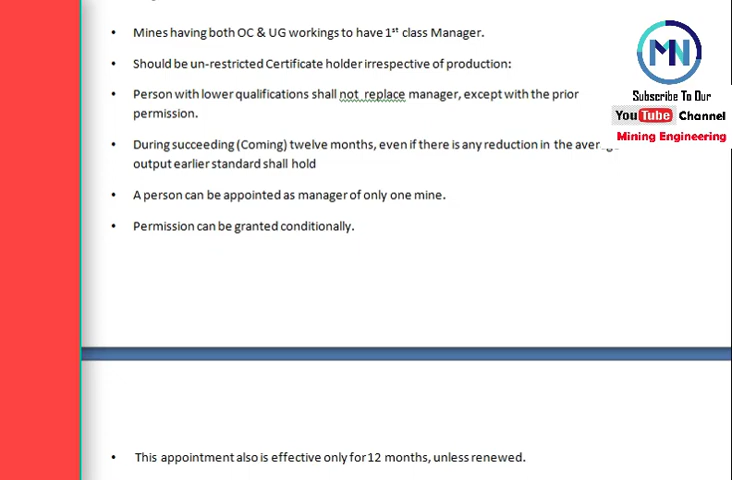 Mines having both OC & UG workings to have 1st class Manager.
Should be un-restricted Certificate holder irrespective of production:
Person with lower qualifications shall not replace manager, except with the prior
permission.
During succeeding (Coming) twelve months, even if there is any reduction in the
output earlier standard shall hold
A person can be appointed as manager of only one mine.
Permission can be granted conditionally.
This appointment also is effective only for 12 months, unless renewed.
MN
Subscribe To Our
YouTube Channel
Mining Engineering